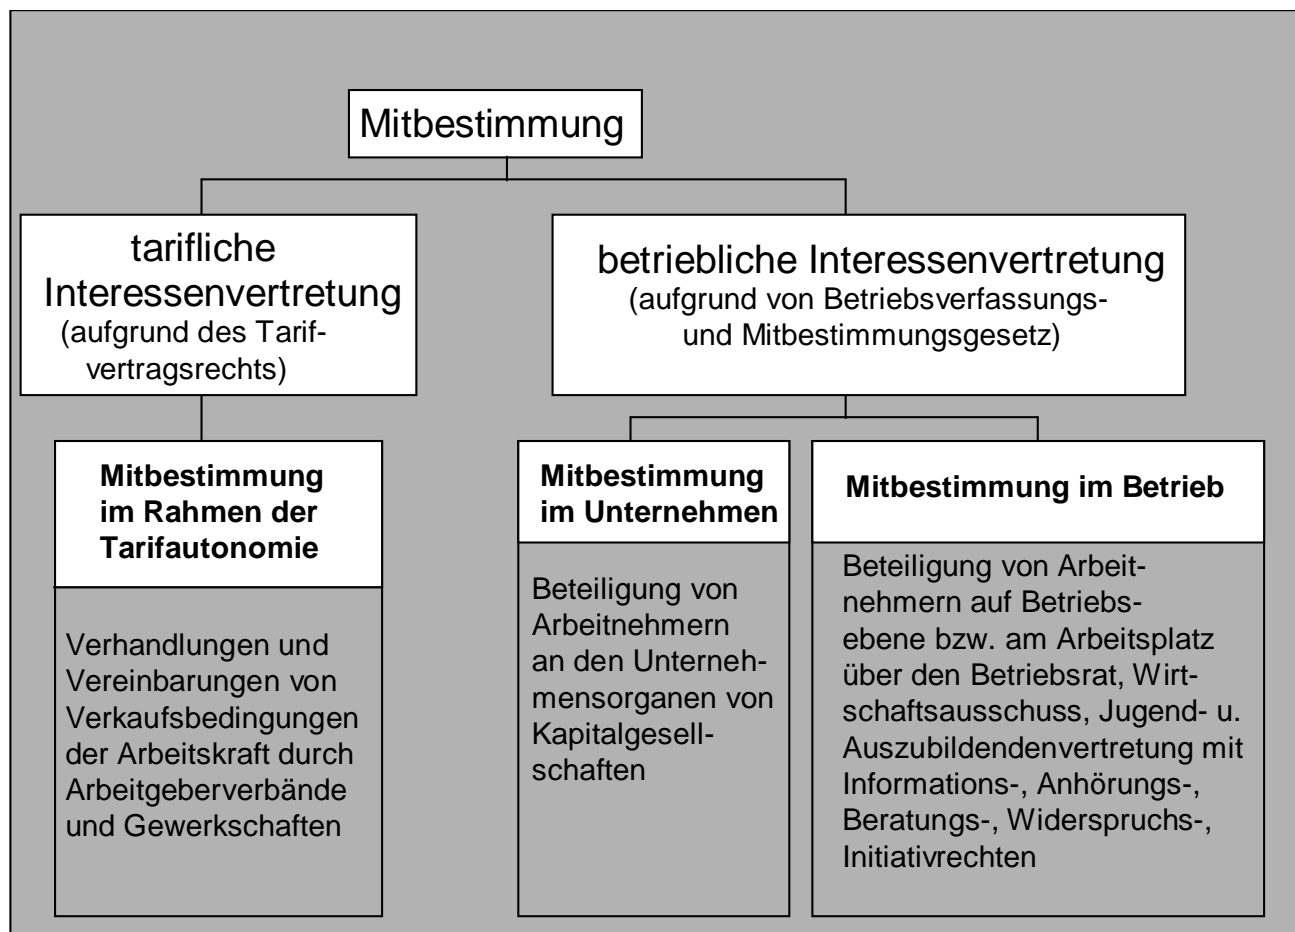 Mitbestimmung
tarifliche
Interessenvertretung
(aufgrund des Tarif-
vertragsrechts)
betriebliche Interessenvertretung
(aufgrund von Betriebsverfassungs-
und Mitbestimmungsgesetz)
Mitbestimmung
im Rahmen der
Tarifautonomie
Verhandlungen und
Vereinbarungen von
Verkaufsbedingungen
der Arbeitskraft durch
Arbeitgeberverbände
und Gewerkschaften
Mitbestimmung
im Unternehmen
Beteiligung von
Arbeitnehmern
an den Unterneh-
mensorganen von
Kapitalgesell-
schaften
Mitbestimmung im Betrieb
Beteiligung von Arbeit-
nehmern auf Betriebs-
ebene bzw. am Arbeitsplatz
über den Betriebsrat, Wirt-
schaftsausschuss, Jugend- u.
Auszubildendenvertretung mit
Informations-, Anhörungs-,
Beratungs-, Widerspruchs-,
Initiativrechten